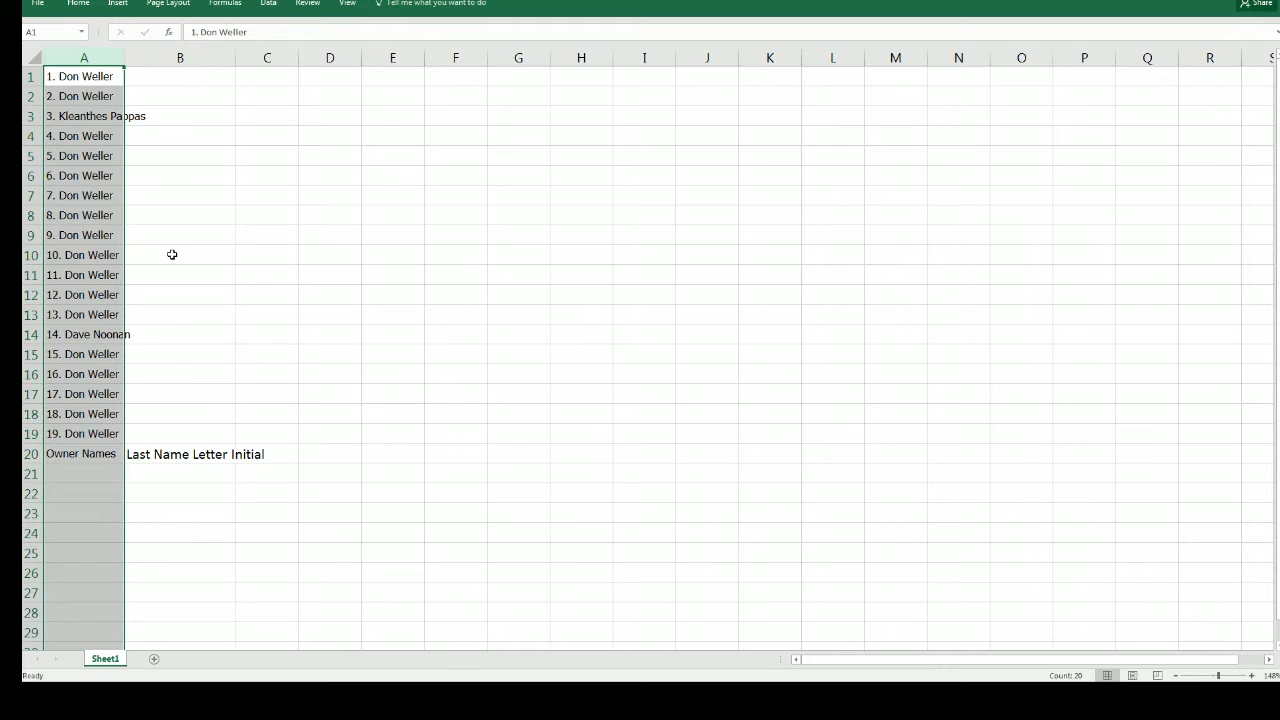 File Home Insert Page Layout Formulas Data Review View Tell me what you want to do Share
A1 fx 1. Don Weller
A B C D E F G H I J K L M N O P Q R S
1 1. Don Weller
2 2. Don Weller
3 3. Kleanthes Pappas
4 4. Don Weller
5 5. Don Weller
6 6. Don Weller
7 7. Don Weller
8 8. Don Weller
9 9. Don Weller
10 10. Don Weller
11 11. Don Weller
12 12. Don Weller
13 13. Don Weller
14 14. Dave Noonan
15 15. Don Weller
16 16. Don Weller
17 17. Don Weller
18 18. Don Weller
19 19. Don Weller
20 Owner Names Last Name Letter Initial
21
22
23
24
25
26
27
28
29
Sheet1
Ready Count: 20 148%